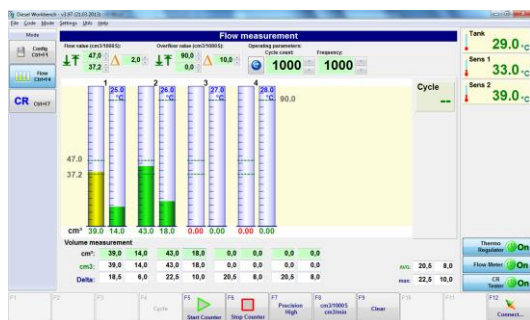 Diesel Workbench - v3.97 (21.03.2013)
File Code Mode Settings Utils Help
Mode
Config
Ctrl+F1
Flow
Ctrl+F4
CR Ctrl+F7
Flow measurement
Flow value (cm3/1000S):
47,0
37,2
2,0
Overflow value (cm3/1000S):
90,0
0,0
10,0
Operating parameters:
Cycle count:
1000
Frequency:
1000
1 2 3 4
25.0 °C
26.0 °C
27.0 °C
28.0 °C
90.0
47.0
37.2
cm³ 39.0 14.0 43.0 18.0 0.00 0.00 0.00 0.00
Cycle
--
Tank
29.0 °C
Sens 1
33.0 °C
Sens 2
39.0 °C
Volume measurement
cm³: 39,0 14,0 43,0 18,0 0,0 0,0 0,0 0,0
cm3: 39,0 14,0 43,0 18,0 0,0 0,0 0,0 0,0 AVG: 20,5 8,0
Delta: 18,5 6,0 22,5 10,0 20,5 8,0 20,5 8,0 max: 22,5 10,0
Thermo
Regulator On
Flow Meter On
CR
Tester On
F1 F2 F3 F4
Cycle
F5
Start Counter
F6
Stop Counter
F7
Precision
High
F8
cm3/1000S
cm3/min
F9
Clear
F10 F11
F12
Connect...